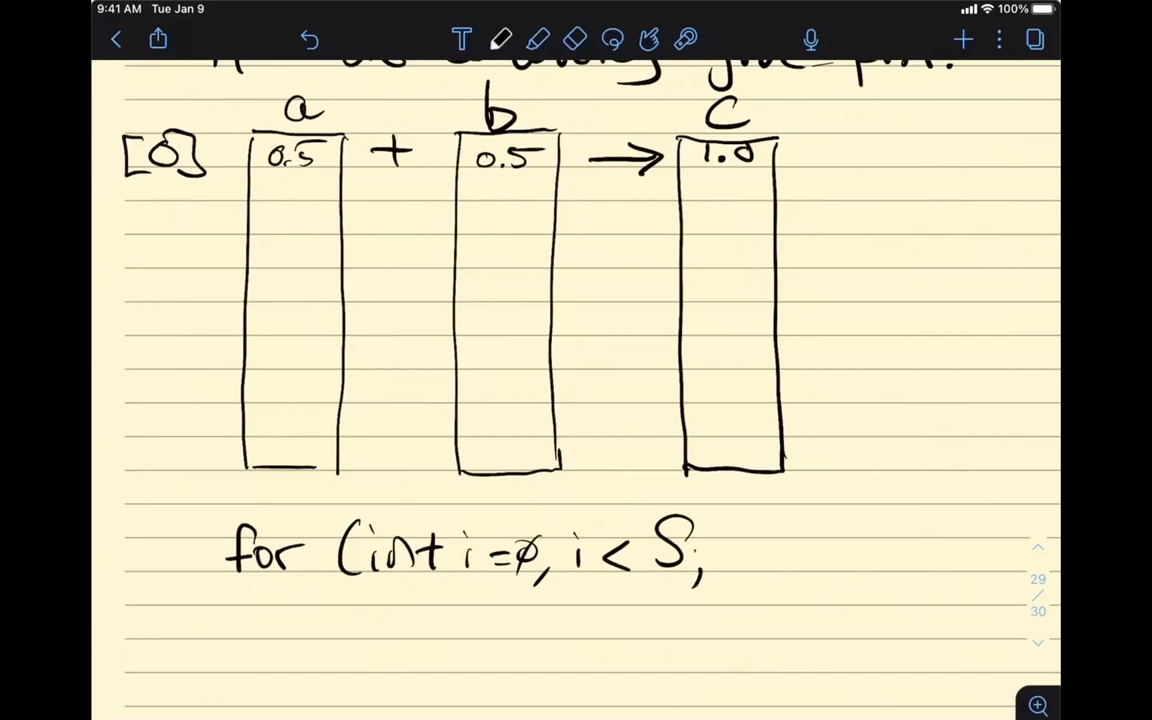 9:41 AM Tue Jan 9
100%
a b c
[0] 0.5 + 0.5 → 1.0
for (int i=0, i < S;
29
/
30